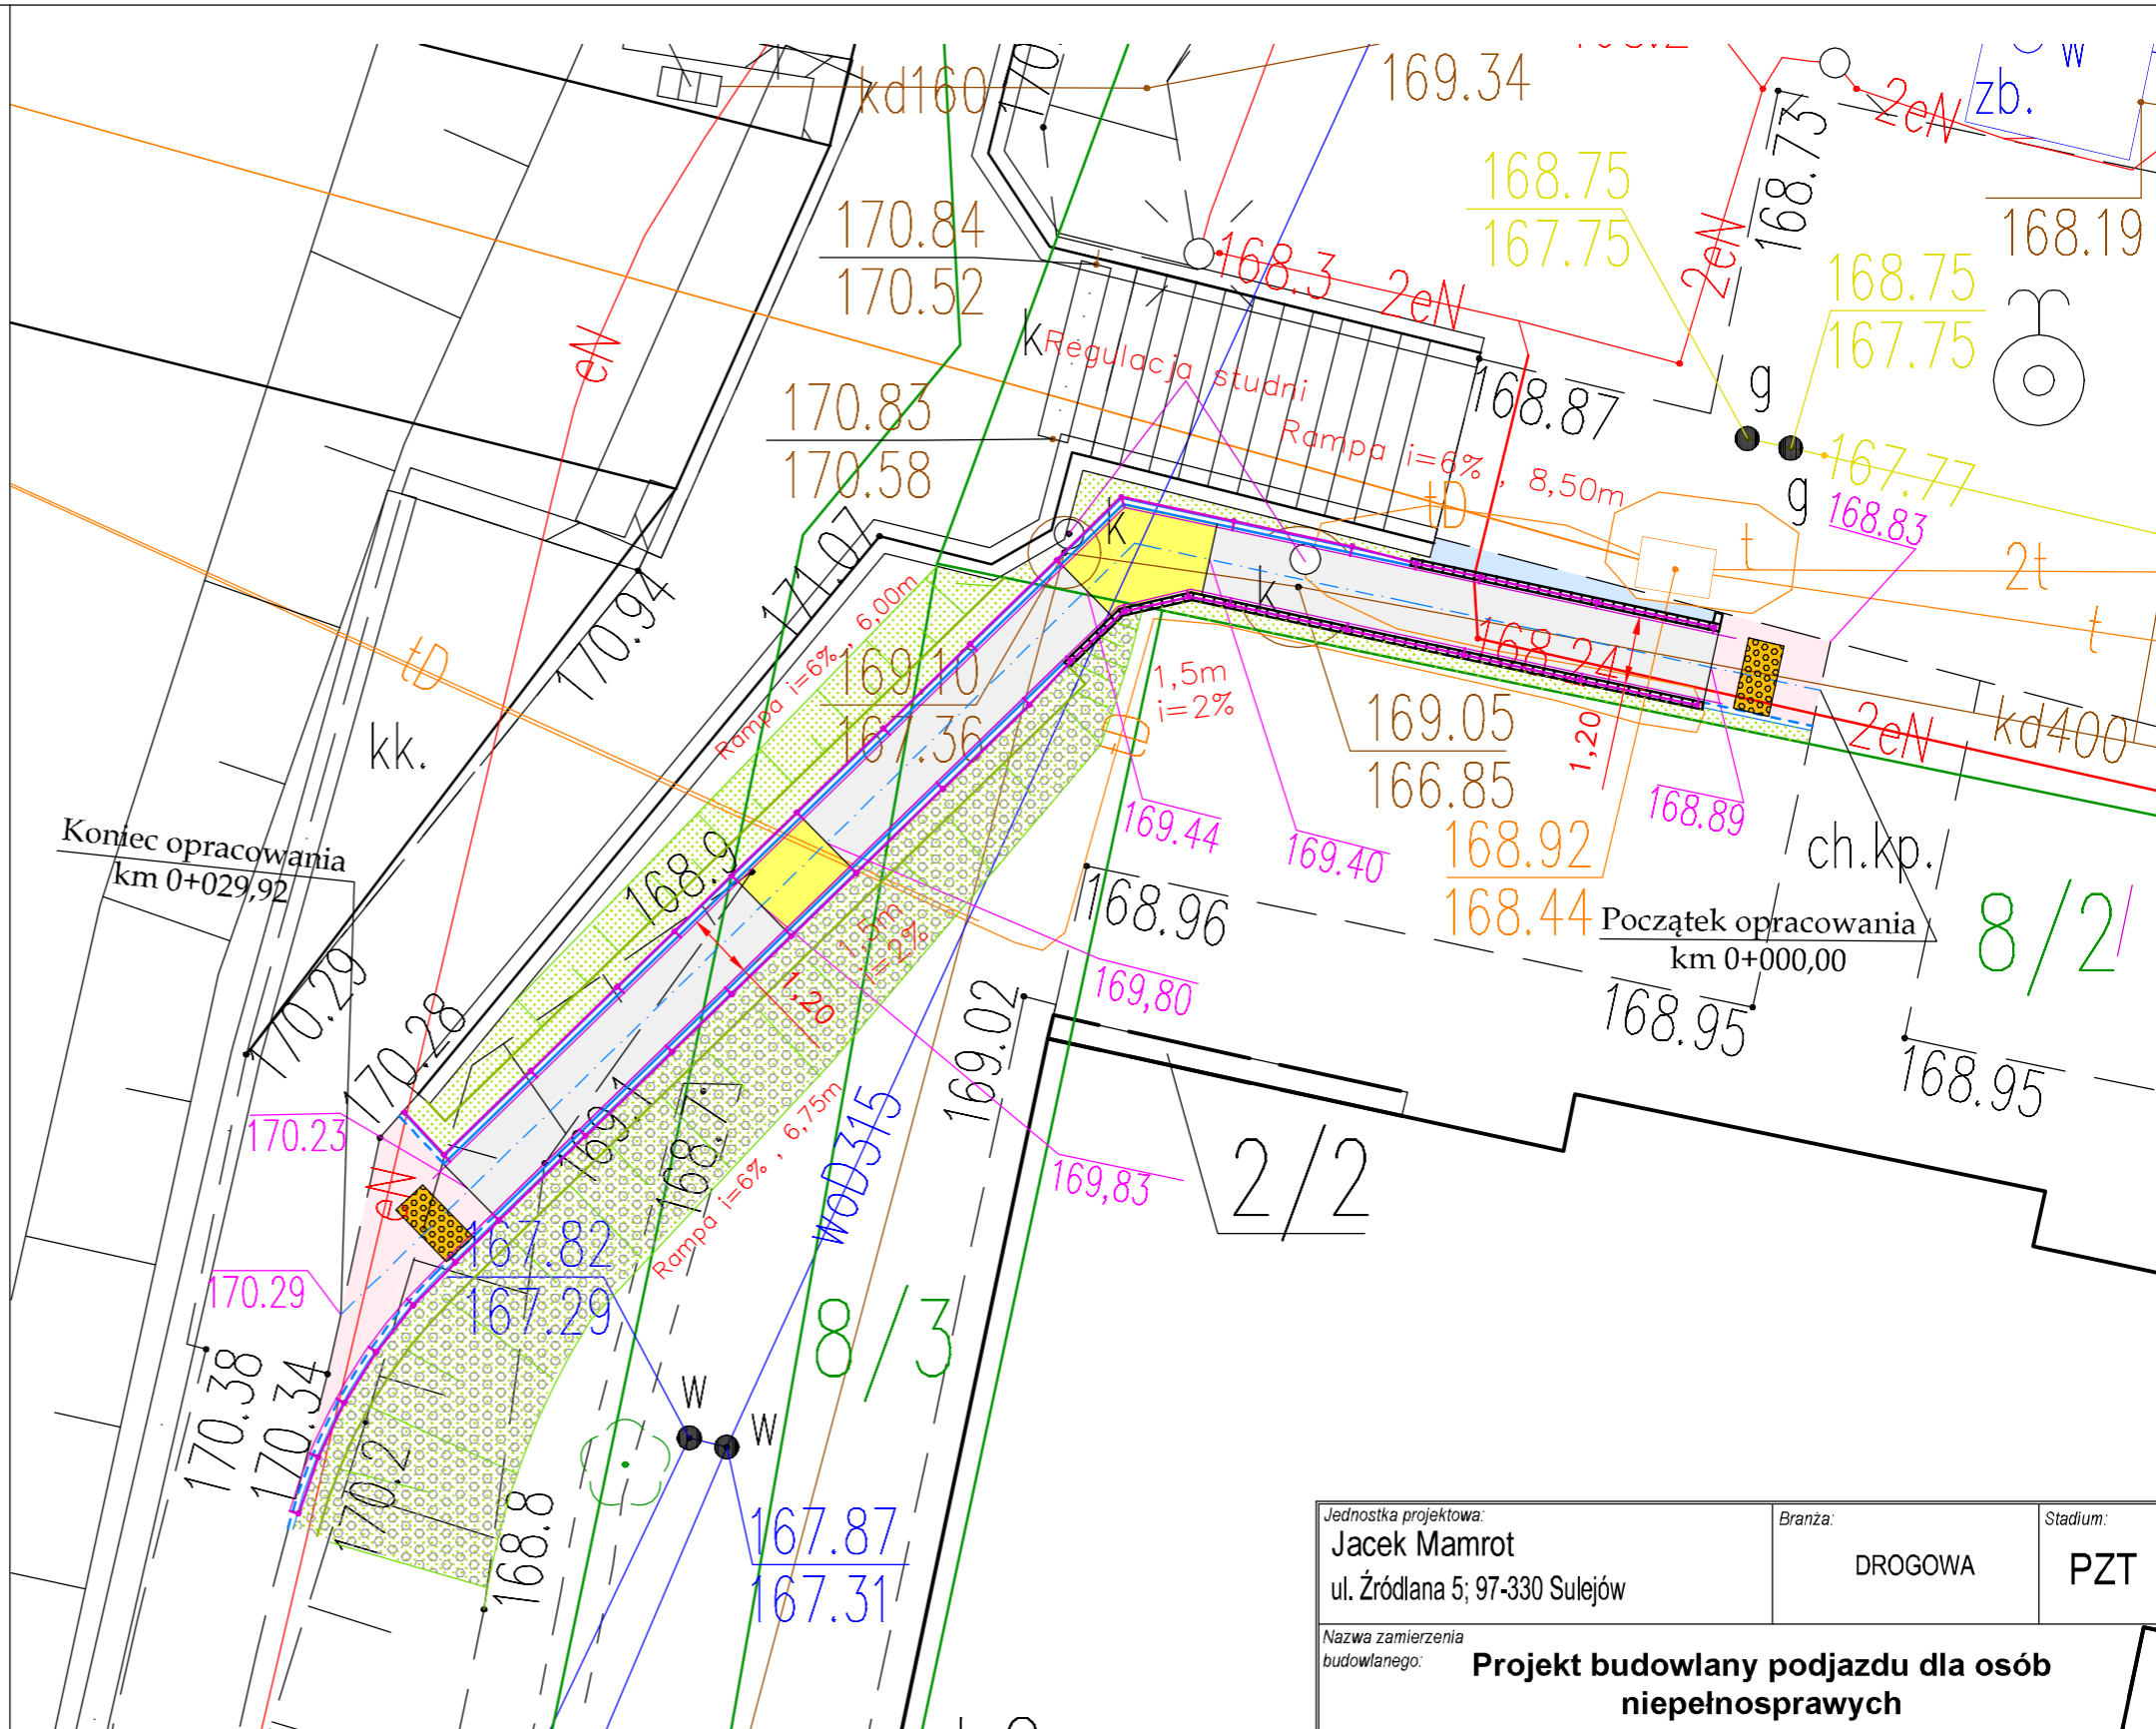 kd160
169.34
2eN
zb.
w
168.73
168.75
167.75
168.19
170.84
170.52
168.3
2eN
2eN
168.75
167.75
eN
k
Regulacja studni
168.87
g
170.83
170.58
Rampa i=6% , 8,50m
tD
167.77
g
168.83
k
t
2t
171.07
170.94
k
t
Rampa i=6% , 6,00m
tD
169.10
167.36
1,5m
i=2%
168.24
e
169.05
166.85
1,20
2eN
kd400
kk.
169.44
169.40
168.89
Koniec opracowania
km 0+029,92
168.9
168.92
168.44
ch.kp.
168.96
Początek opracowania
km 0+000,00
8/2
1,5m
i=2%
170.29
1,20
169,80
170.28
169.02
168.95
168.95
170.23
169.1
168.7
Rampa i=6% , 6,75m
woD315
169,83
2/2
eN
167.82
167.29
170.29
8/3
170.38
170.34
w
w
170.2
168.8
167.87
167.31
Jednostka projektowa:
Jacek Mamrot
ul. Źródlana 5; 97-330 Sulejów
Branża:
DROGOWA
Stadium:
PZT
Nazwa zamierzenia
budowlanego:
Projekt budowlany podjazdu dla osób
niepełnosprawych